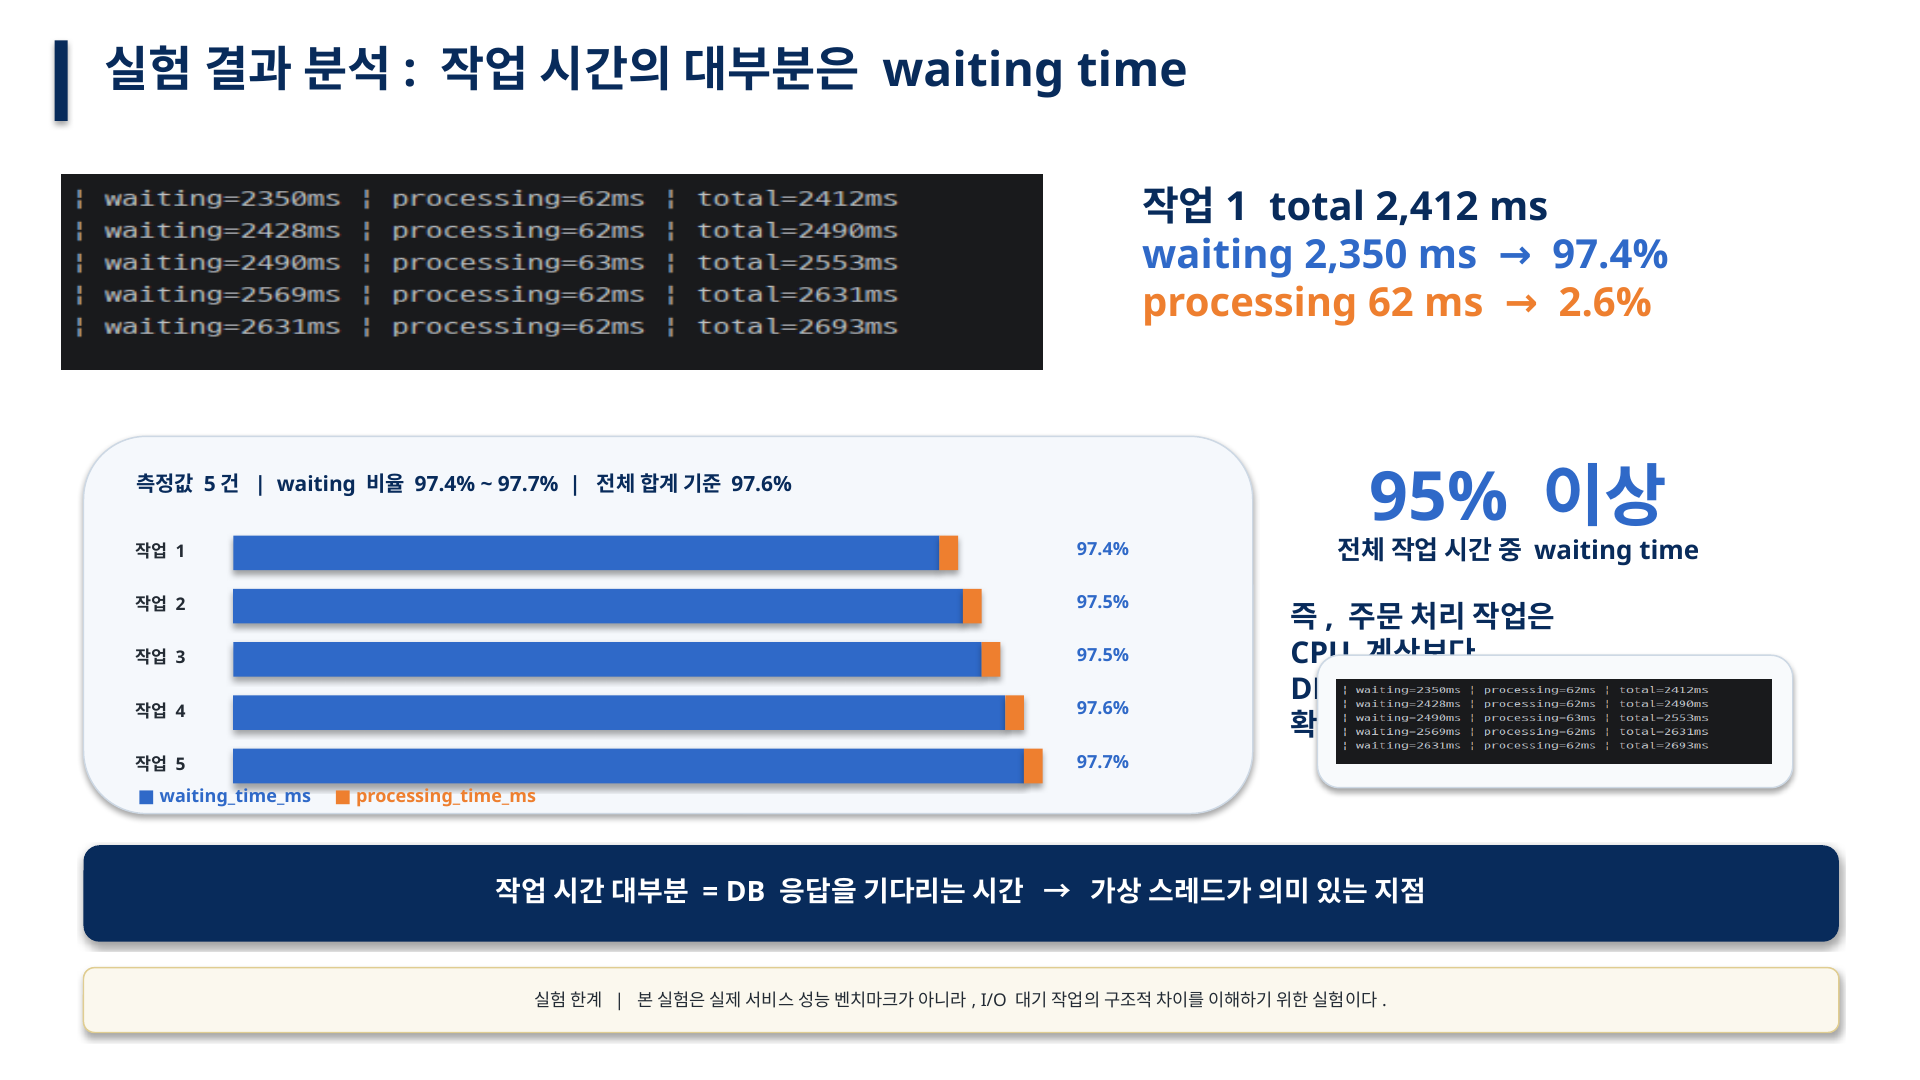 실험 결과 분석 : 작업 시간의 대부분은 waiting time
¦ waiting=2350ms ¦ processing=62ms ¦ total=2412ms
¦ waiting=2428ms ¦ processing=62ms ¦ total=2490ms
¦ waiting=2490ms ¦ processing=63ms ¦ total=2553ms
¦ waiting=2569ms ¦ processing=62ms ¦ total=2631ms
¦ waiting=2631ms ¦ processing=62ms ¦ total=2693ms
작업 1 total 2,412 ms
waiting 2,350 ms → 97.4%
processing 62 ms → 2.6%
측정값 5 건 | waiting 비율 97.4% ~ 97.7% | 전체 합계 기준 97.6%
작업 1 97.4%
작업 2 97.5%
작업 3 97.5%
작업 4 97.6%
작업 5 97.7%
■ waiting_time_ms ■ processing_time_ms
95% 이상
전체 작업 시간 중 waiting time
즉 , 주문 처리 작업은
CPU 계산보다
확
¦ waiting=2350ms ¦ processing=62ms ¦ total=2412ms
¦ waiting=2428ms ¦ processing=62ms ¦ total=2490ms
¦ waiting=2490ms ¦ processing=63ms ¦ total=2553ms
¦ waiting=2569ms ¦ processing=62ms ¦ total=2631ms
¦ waiting=2631ms ¦ processing=62ms ¦ total=2693ms
작업 시간 대부분 = DB 응답을 기다리는 시간 → 가상 스레드가 의미 있는 지점
실험 한계 | 본 실험은 실제 서비스 성능 벤치마크가 아니라 , I/O 대기 작업의 구조적 차이를 이해하기 위한 실험이다 .